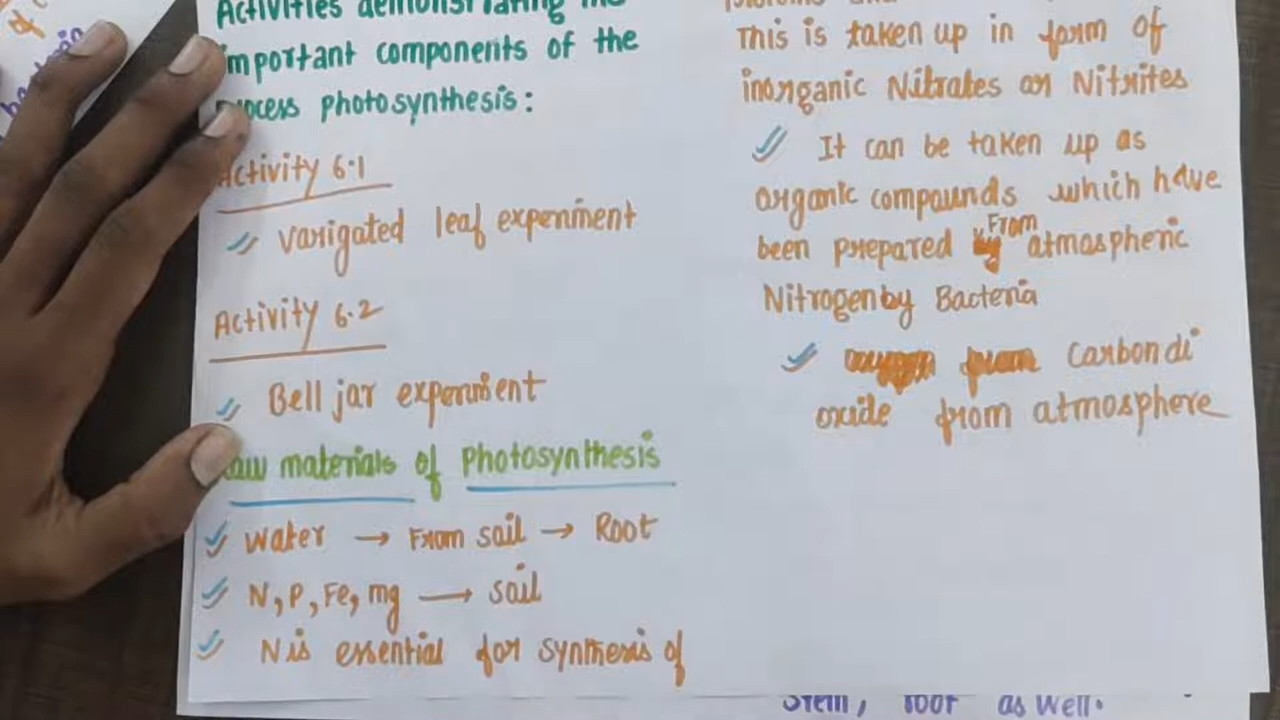 Activities demonstrating the
important components of the
process photosynthesis:
Activity 6.1
varigated leaf experiment
Activity 6.2
Bell jar experiment
Raw materials of photosynthesis
Water → From soil → Root
N, P, Fe, mg → soil
N is essential for synthesis of
This is taken up in form of
inorganic Nitrates or Nitrites
It can be taken up as
organic compounds which have
been prepared From atmospheric
Nitrogen by Bacteria
Carbon di
oxide from atmosphere
Stem, root as well.